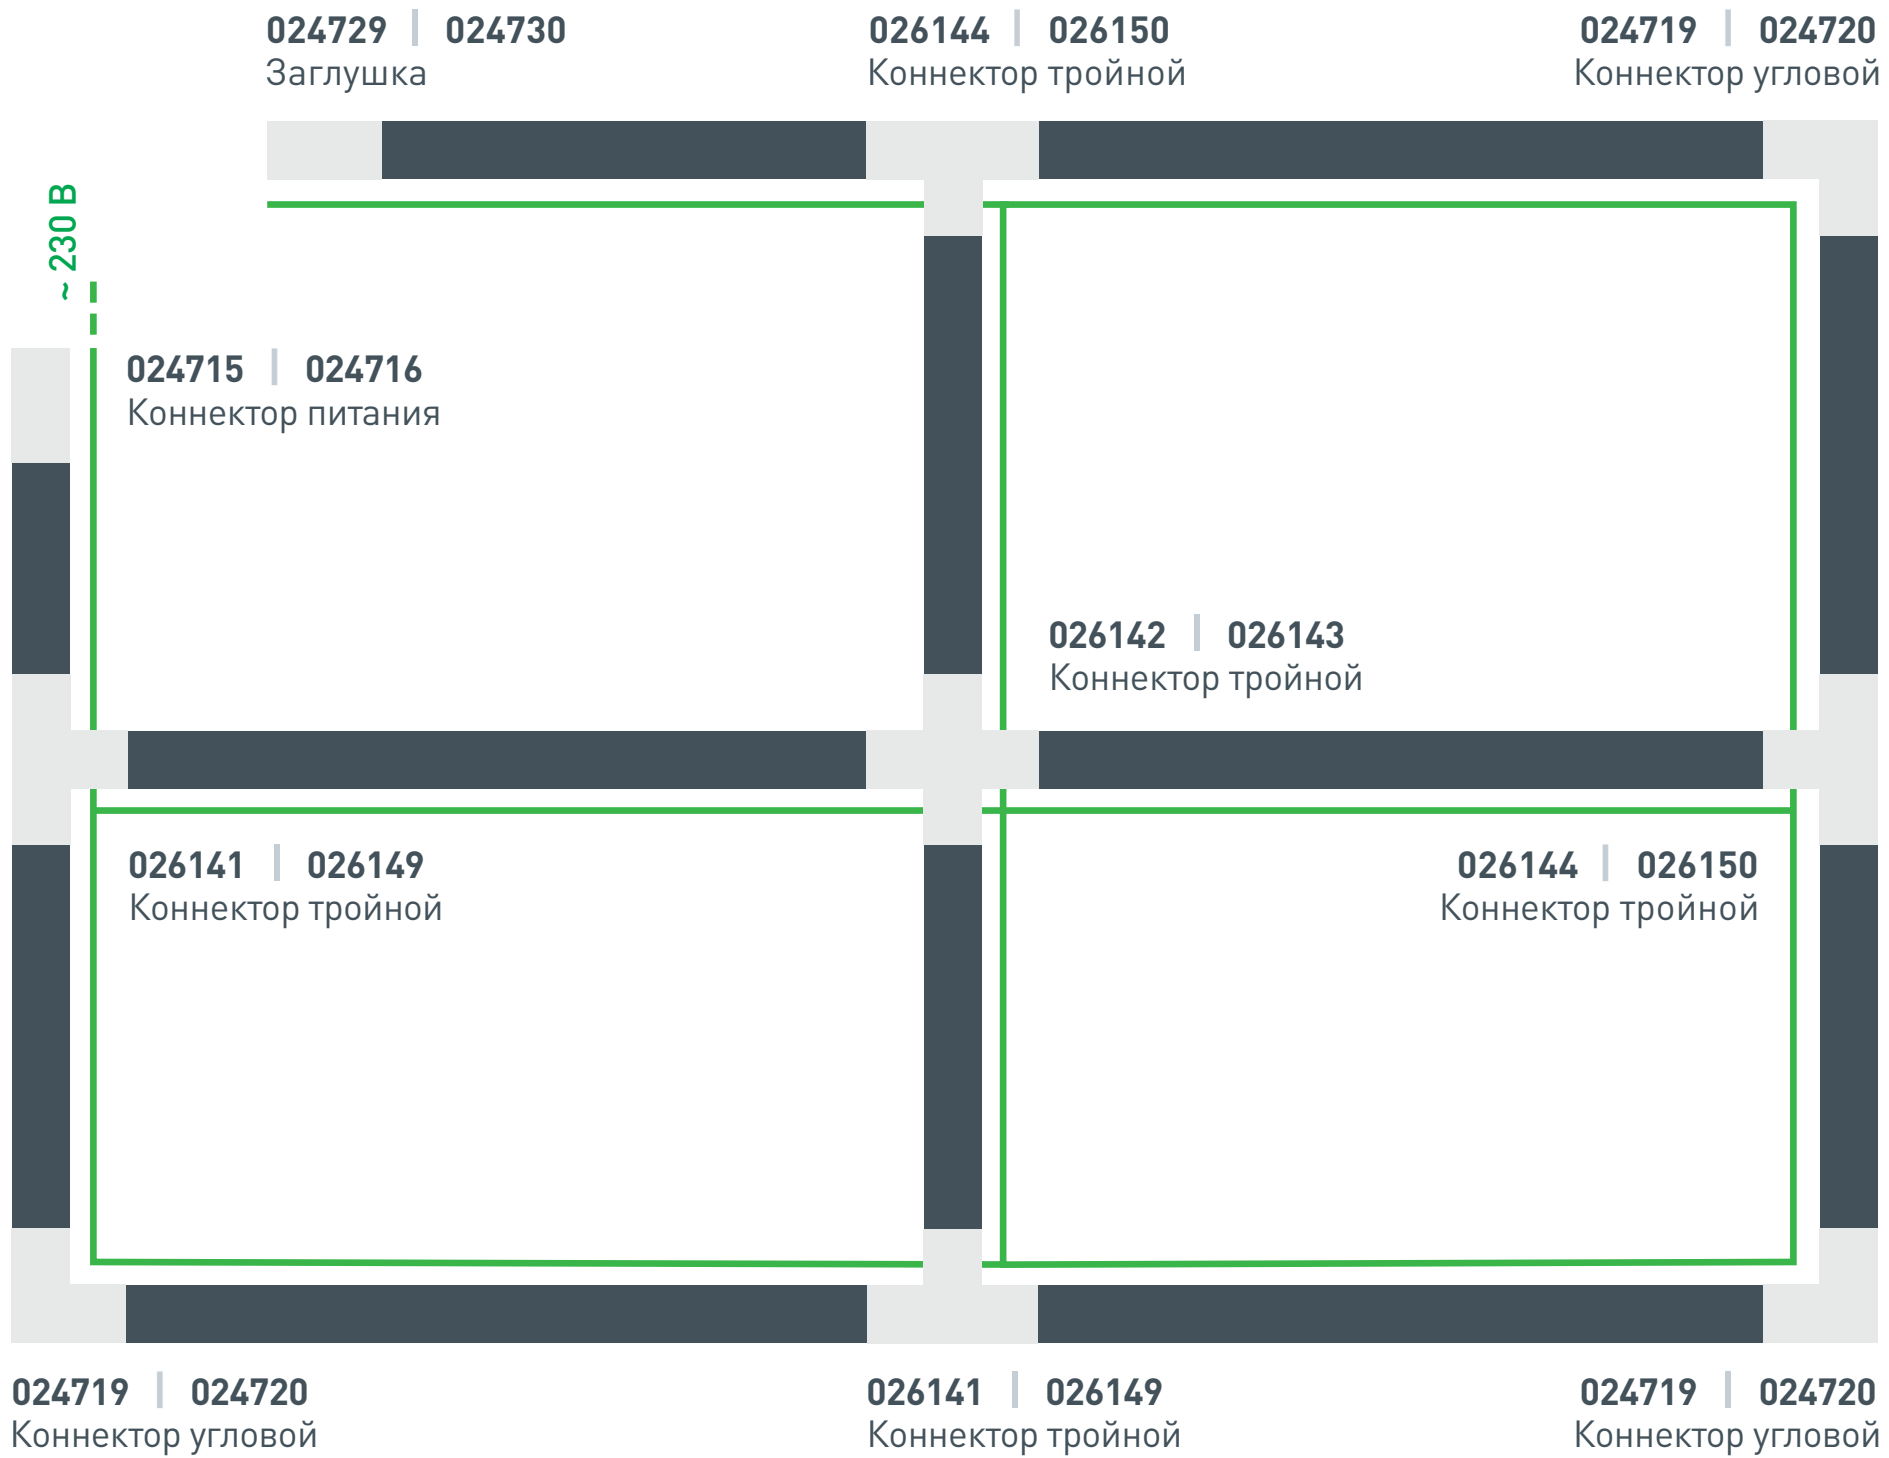 024729 | 024730
Заглушка
026144 | 026150
Коннектор тройной
024719 | 024720
Коннектор угловой
~ 230 В
024715 | 024716
Коннектор питания
026142 | 026143
Коннектор тройной
026141 | 026149
Коннектор тройной
026144 | 026150
Коннектор тройной
024719 | 024720
Коннектор угловой
026141 | 026149
Коннектор тройной
024719 | 024720
Коннектор угловой